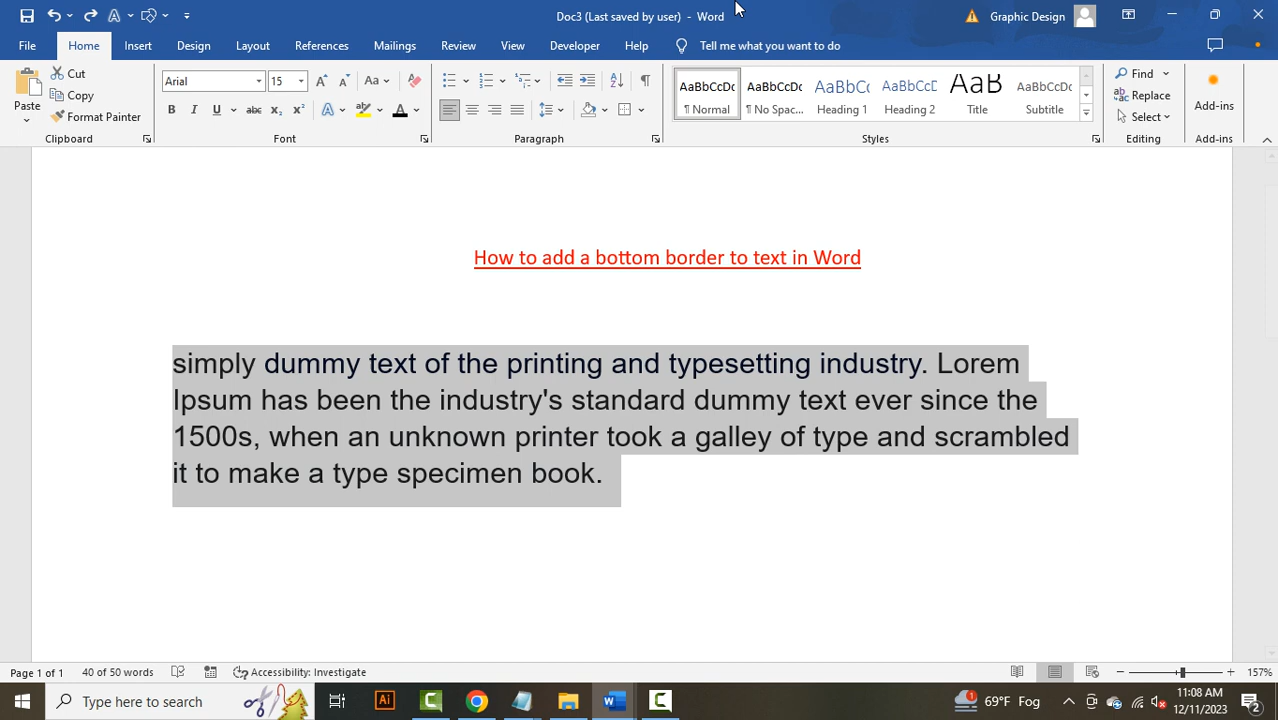 Doc3 (Last saved by user) - Word
Graphic Design
File Home Insert Design Layout References Mailings Review View Developer Help Tell me what you want to do
Paste
Cut
Copy
Format Painter
Clipboard
Arial 15
Font
Paragraph
AaBbCcDc AaBbCcDc AaBbCc AaBbCcD AaB AaBbCcDc
¶ Normal ¶ No Spac... Heading 1 Heading 2 Title Subtitle
Styles
Find
Replace
Select
Editing
Add-ins
Add-ins
How to add a bottom border to text in Word
simply dummy text of the printing and typesetting industry. Lorem
Ipsum has been the industry's standard dummy text ever since the
1500s, when an unknown printer took a galley of type and scrambled
it to make a type specimen book.
Page 1 of 1 40 of 50 words Accessibility: Investigate 157%
Type here to search
69°F Fog
11:08 AM
12/11/2023